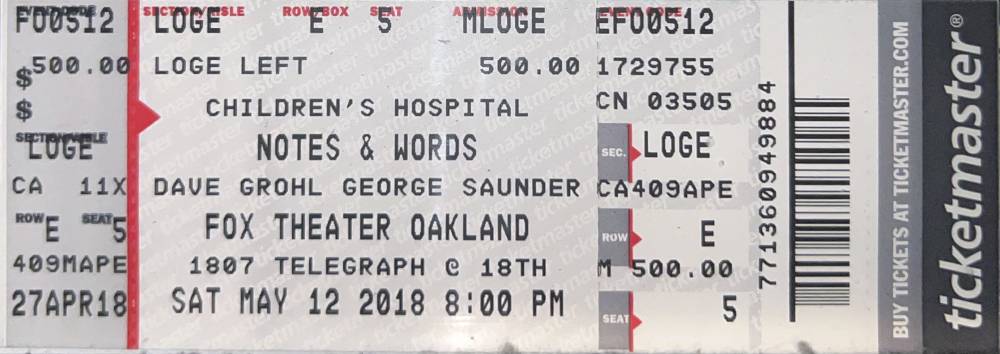 EVENT CODE SECTION/AISLE ROW/BOX SEAT ADMISSION EVENT CODE
FO0512 LOGE E 5 MLOGE EFO0512
$500.00 LOGE LEFT 500.00 1729755
$ CHILDREN'S HOSPITAL CN 03505
SECTION/AISLE
LOGE NOTES & WORDS SEC. LOGE
CA 11X DAVE GROHL GEORGE SAUNDER CA409APE
ROW E SEAT 5 FOX THEATER OAKLAND ROW E
409MAPE 1807 TELEGRAPH @ 18TH M 500.00
27APR18 SAT MAY 12 2018 8:00 PM SEAT 5
771360949884
BUY TICKETS AT TICKETMASTER.COM
ticketmaster®